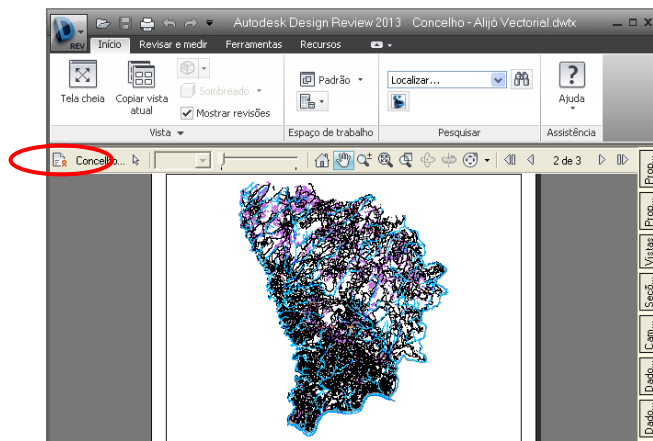 Autodesk Design Review 2013 Concelho - Alijó Vectorial.dwfx
REV Início Revisar e medir Ferramentas Recursos
Tela cheia
Copiar vista
atual
Sombreado
Mostrar revisões
Vista
Padrão
Espaço de trabalho
Localizar...
Pesquisar
Ajuda
Assistência
Concelho...
2 de 3
Prop...
Prop...
Vistas
Secõ...
Cam...
Dado...
Dado...